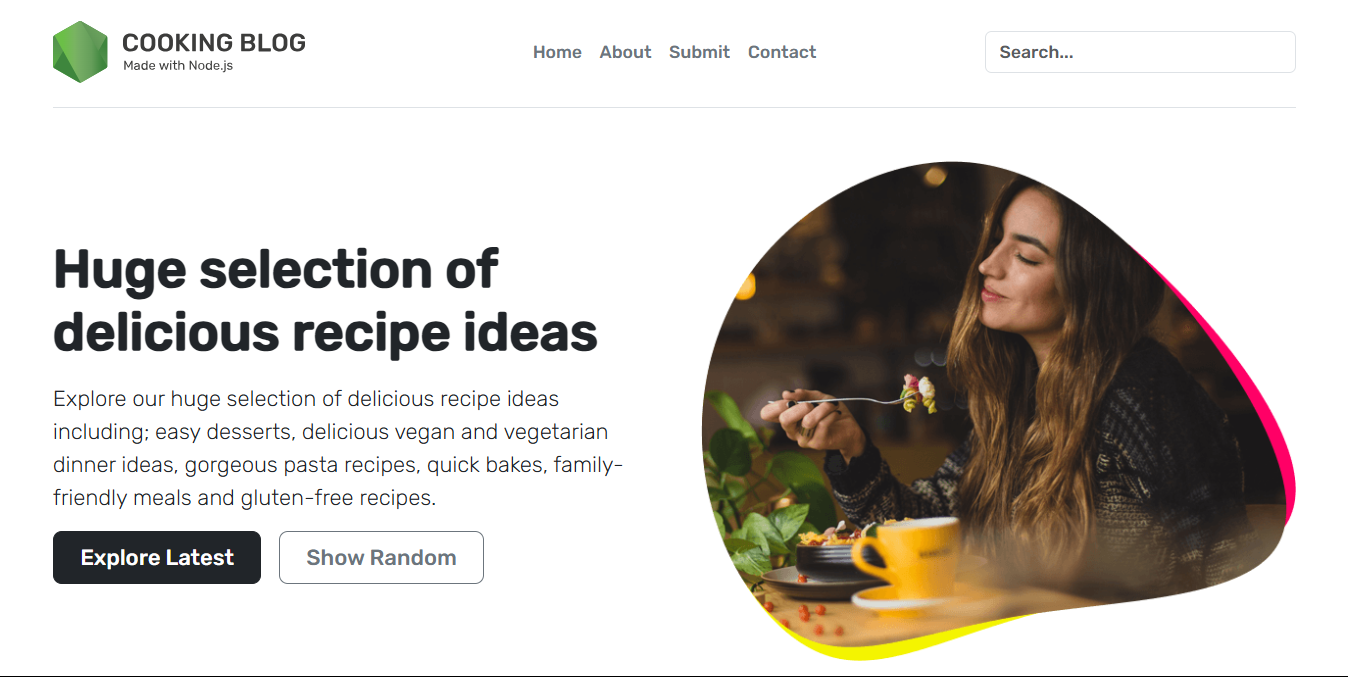 COOKING BLOG
Made with Node.js
Home About Submit Contact
Search...
Huge selection of
delicious recipe ideas
Explore our huge selection of delicious recipe ideas
including; easy desserts, delicious vegan and vegetarian
dinner ideas, gorgeous pasta recipes, quick bakes, family-
friendly meals and gluten-free recipes.
Explore Latest
Show Random